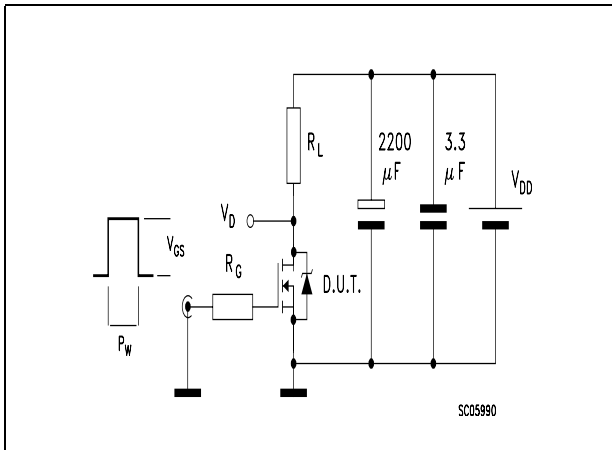 R_L
2200
μF
3.3
μF
V_DD
V_D
V_GS
R_G
D.U.T.
P_W
SC05990